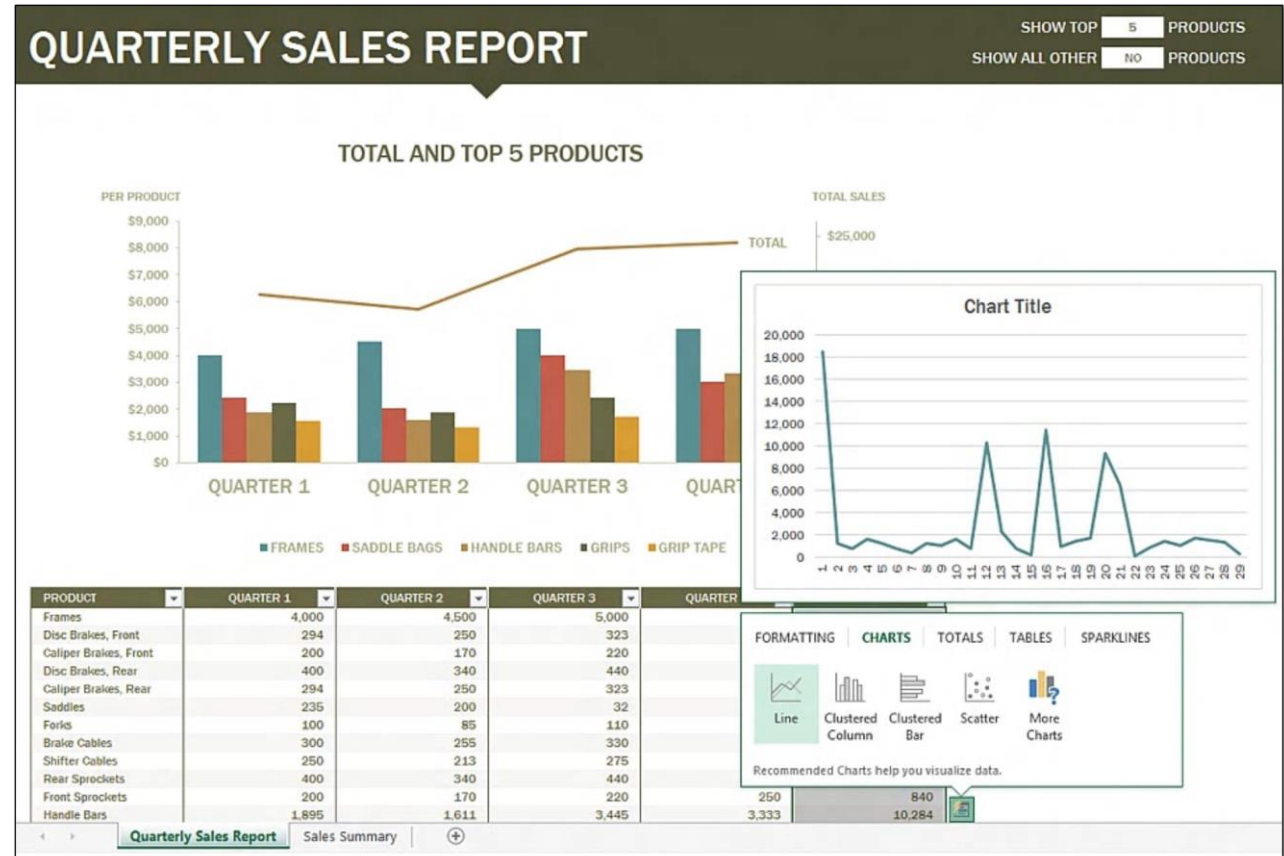 QUARTERLY SALES REPORT
SHOW TOP 5 PRODUCTS
SHOW ALL OTHER NO PRODUCTS
TOTAL AND TOP 5 PRODUCTS
PER PRODUCT
TOTAL SALES
$9,000
$8,000
$7,000
$6,000
$5,000
$4,000
$3,000
$2,000
$1,000
$0
TOTAL
$25,000
QUARTER 1 QUARTER 2 QUARTER 3 QUART
FRAMES SADDLE BAGS HANDLE BARS GRIPS GRIP TAPE
Chart Title
20,000
18,000
16,000
14,000
12,000
10,000
8,000
6,000
4,000
2,000
0
1 2 3 4 5 6 7 8 9 10 11 12 13 14 15 16 17 18 19 20 21 22 23 24 25 26 27 28 29
PRODUCT QUARTER 1 QUARTER 2 QUARTER 3 QUARTER
Frames 4,000 4,500 5,000
Disc Brakes, Front 294 250 323
Caliper Brakes, Front 200 170 220
Disc Brakes, Rear 400 340 440
Caliper Brakes, Rear 294 250 323
Saddles 235 200 32
Forks 100 85 110
Brake Cables 300 255 330
Shifter Cables 250 213 275
Rear Sprockets 400 340 440
Front Sprockets 200 170 220 250 840
Handle Bars 1,895 1,611 3,445 3,333 10,284
FORMATTING CHARTS TOTALS TABLES SPARKLINES
Line Clustered Column Clustered Bar Scatter More Charts
Recommended Charts help you visualize data.
Quarterly Sales Report Sales Summary